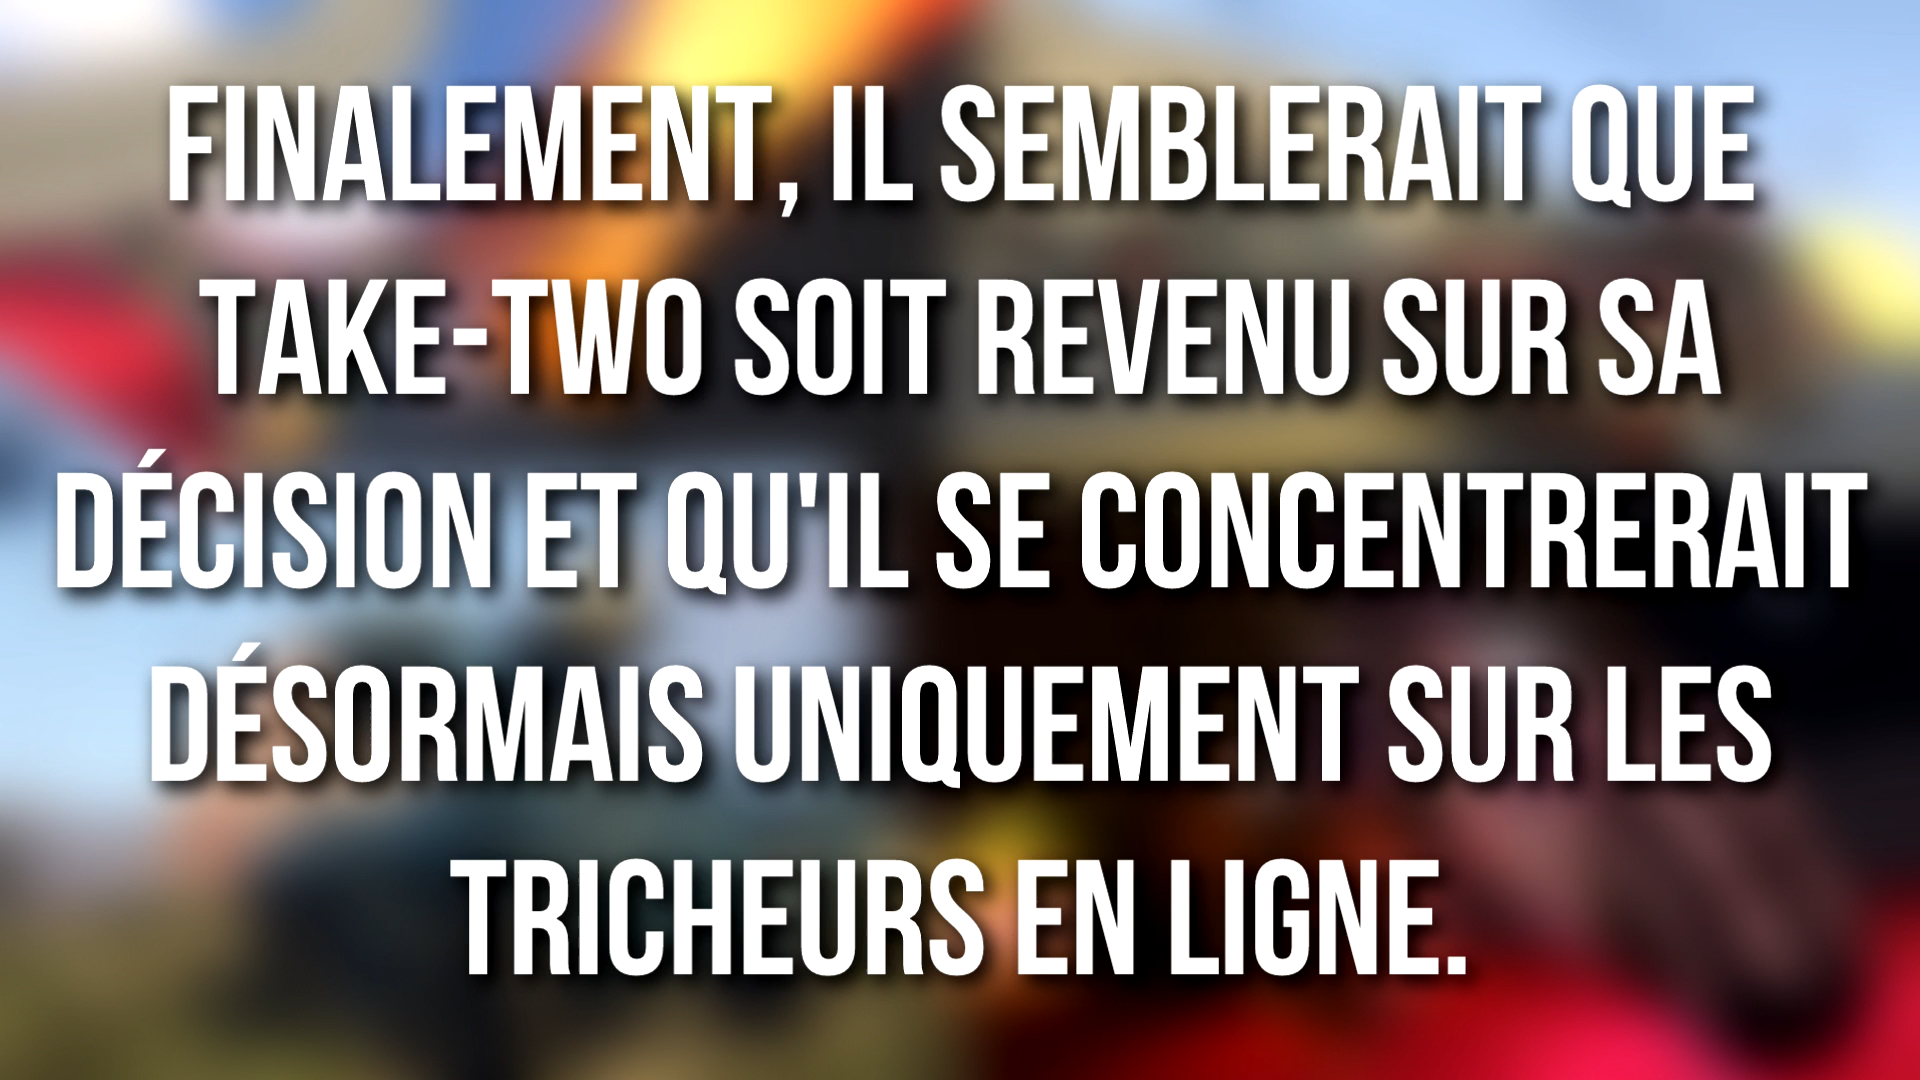 FINALEMENT, IL SEMBLERAIT QUE
TAKE-TWO SOIT REVENU SUR SA
DÉCISION ET QU'IL SE CONCENTRERAIT
DÉSORMAIS UNIQUEMENT SUR LES
TRICHEURS EN LIGNE.